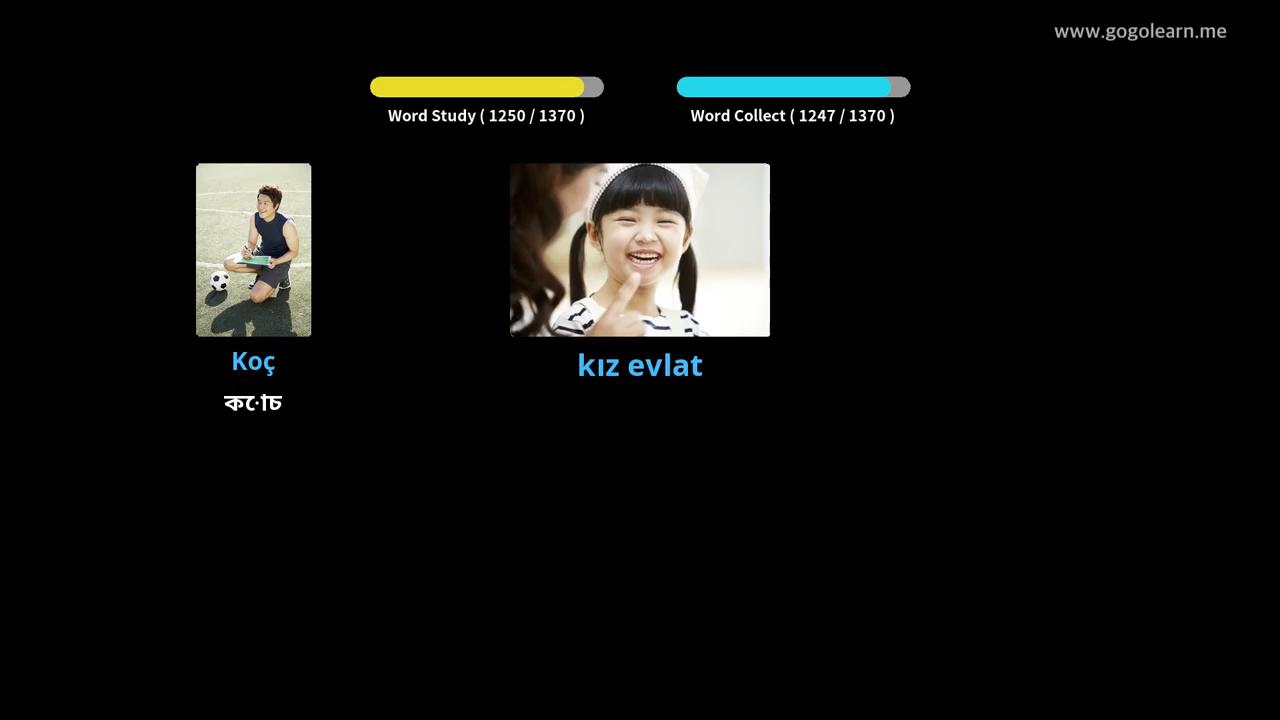 www.gogolearn.me
Word Study ( 1250 / 1370 )
Word Collect ( 1247 / 1370 )
Koç
কোচ
kız evlat